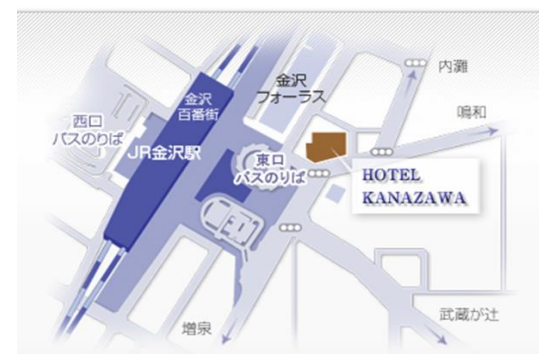 内灘
金沢
フォーラス
金沢
百番街
鳴和
西口
バスのりば
JR金沢駅
東口
バスのりば
HOTEL
KANAZAWA
増泉
武蔵が辻